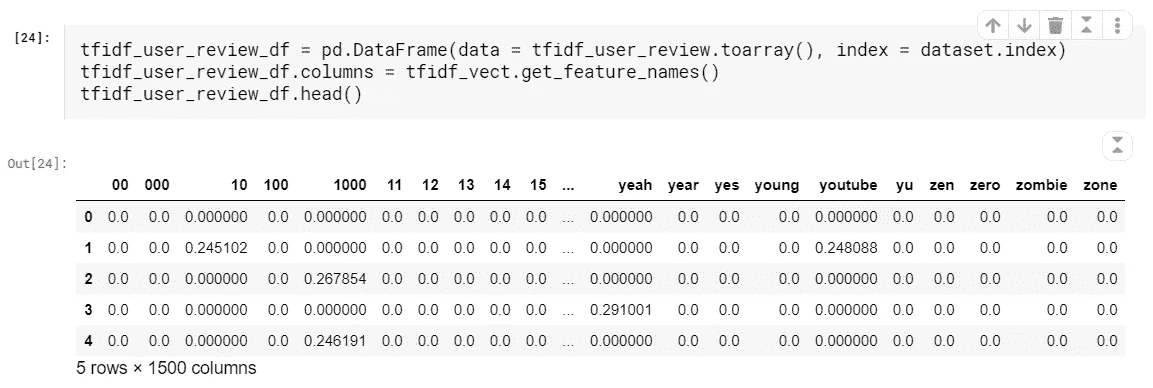 [24]:
tfidf_user_review_df = pd.DataFrame(data = tfidf_user_review.toarray(), index = dataset.index)
tfidf_user_review_df.columns = tfidf_vect.get_feature_names()
tfidf_user_review_df.head()
Out[24]:
00 000 10 100 1000 11 12 13 14 15 ... yeah year yes young youtube yu zen zero zombie zone
0 0.0 0.0 0.000000 0.0 0.000000 0.0 0.0 0.0 0.0 0.0 ... 0.000000 0.0 0.0 0.0 0.000000 0.0 0.0 0.0 0.0 0.0
1 0.0 0.0 0.245102 0.0 0.000000 0.0 0.0 0.0 0.0 0.0 ... 0.000000 0.0 0.0 0.0 0.248088 0.0 0.0 0.0 0.0 0.0
2 0.0 0.0 0.000000 0.0 0.267854 0.0 0.0 0.0 0.0 0.0 ... 0.000000 0.0 0.0 0.0 0.000000 0.0 0.0 0.0 0.0 0.0
3 0.0 0.0 0.000000 0.0 0.000000 0.0 0.0 0.0 0.0 0.0 ... 0.291001 0.0 0.0 0.0 0.000000 0.0 0.0 0.0 0.0 0.0
4 0.0 0.0 0.000000 0.0 0.246191 0.0 0.0 0.0 0.0 0.0 ... 0.000000 0.0 0.0 0.0 0.000000 0.0 0.0 0.0 0.0 0.0
5 rows × 1500 columns